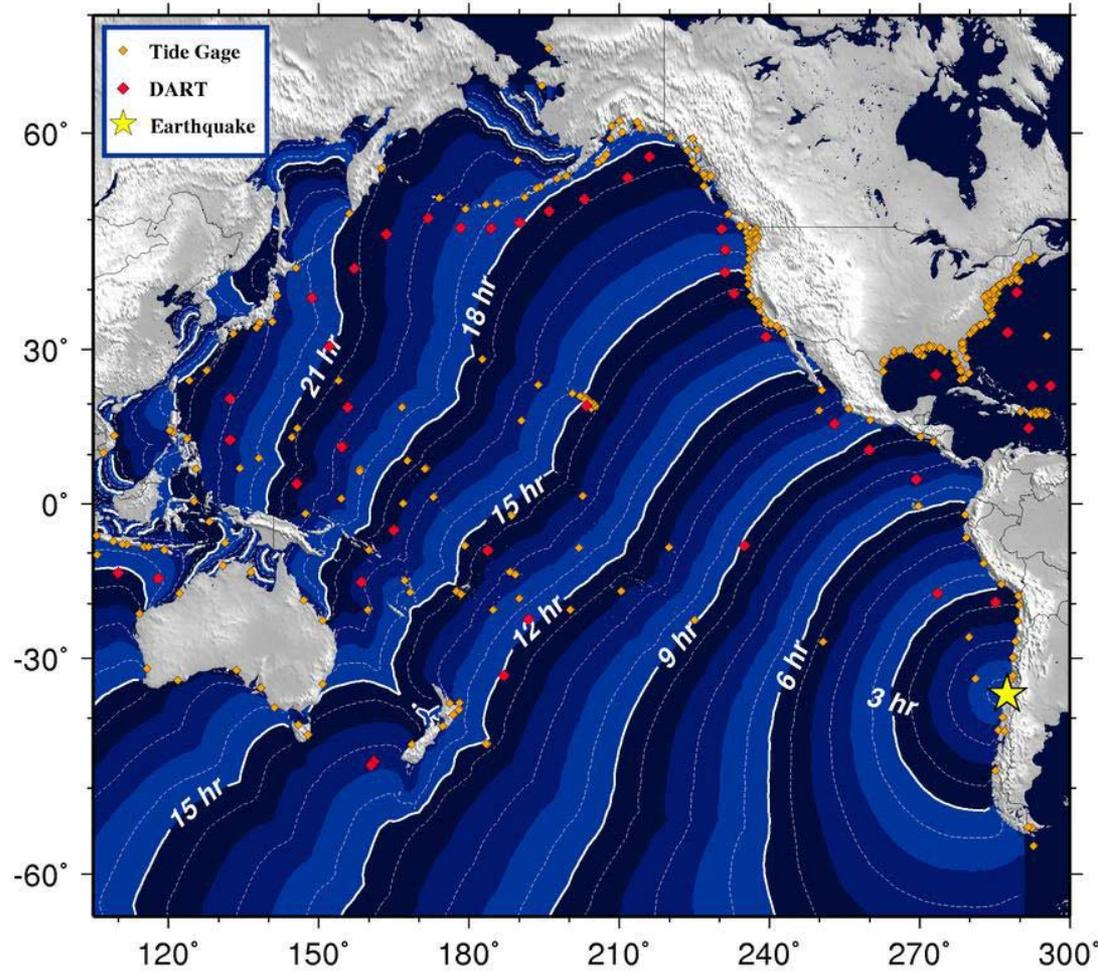 Tide Gage
DART
Earthquake
60°
30°
0°
-30°
-60°
18 hr
21 hr
15 hr
12 hr
9 hr
6 hr
3 hr
15 hr
120°
150°
180°
210°
240°
270°
300°